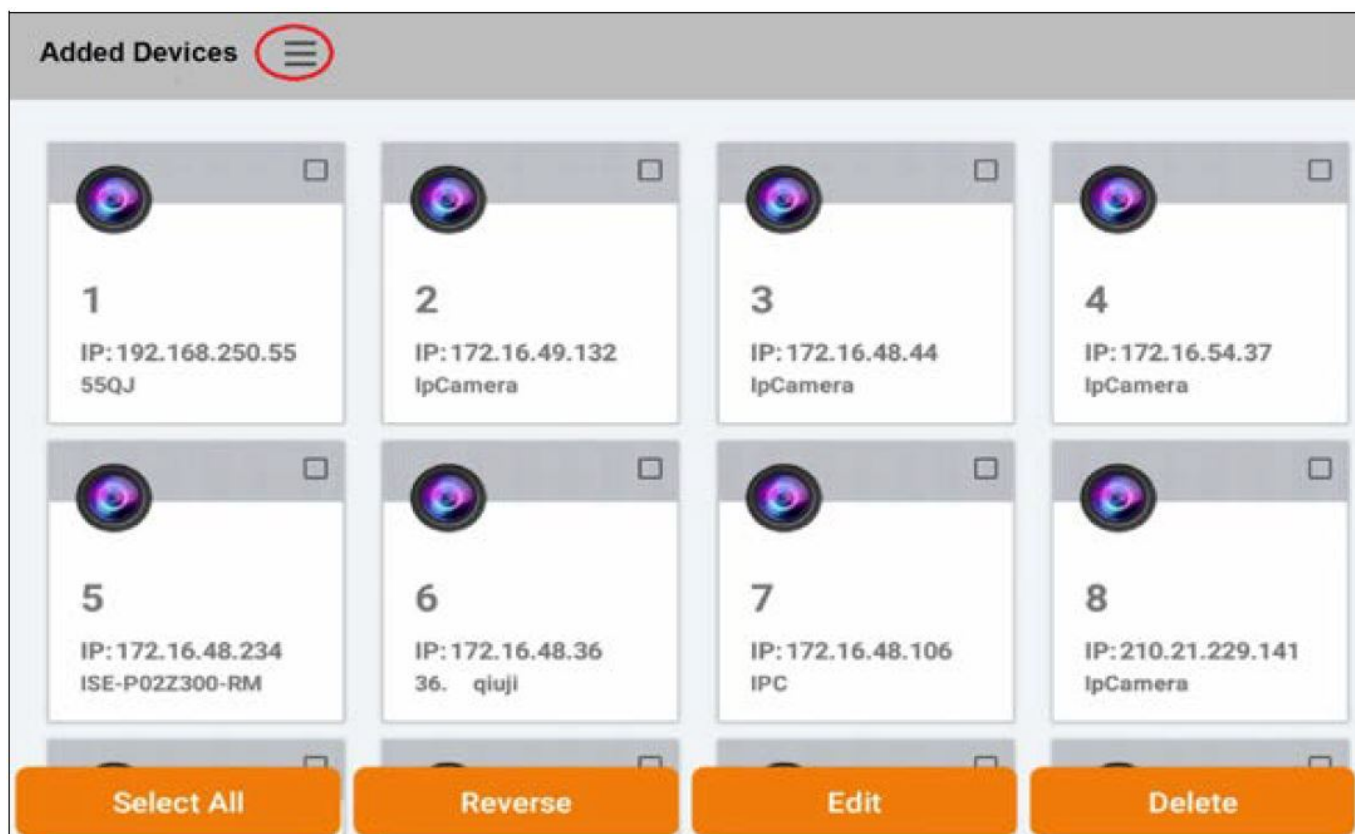 Added Devices
1
IP:192.168.250.55
55QJ
2
IP:172.16.49.132
IpCamera
3
IP:172.16.48.44
IpCamera
4
IP:172.16.54.37
IpCamera
5
IP:172.16.48.234
ISE-P02Z300-RM
6
IP:172.16.48.36
36. qiuji
7
IP:172.16.48.106
IPC
8
IP:210.21.229.141
IpCamera
Select All
Reverse
Edit
Delete